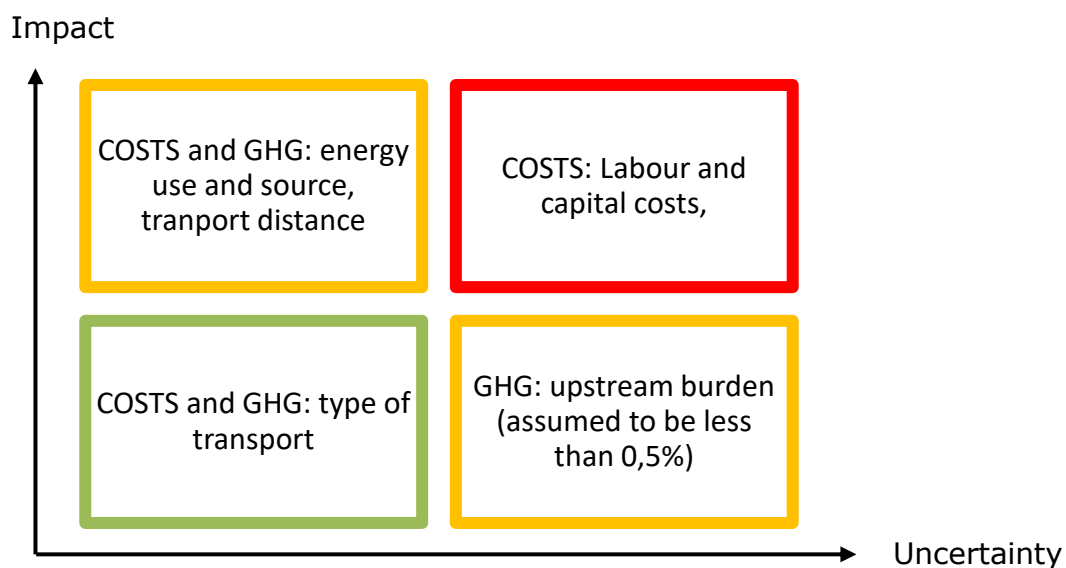 Impact
COSTS and GHG: energy
use and source,
tranport distance
COSTS: Labour and
capital costs,
COSTS and GHG: type of
transport
GHG: upstream burden
(assumed to be less
than 0,5%)
Uncertainty